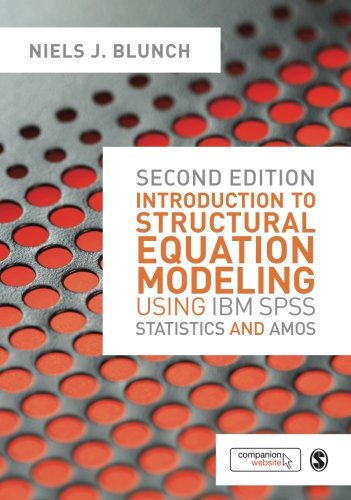 NIELS J. BLUNCH
SECOND EDITION
INTRODUCTION TO
STRUCTURAL
EQUATION
MODELING
USING IBM SPSS
STATISTICS AND AMOS
companion
website
S